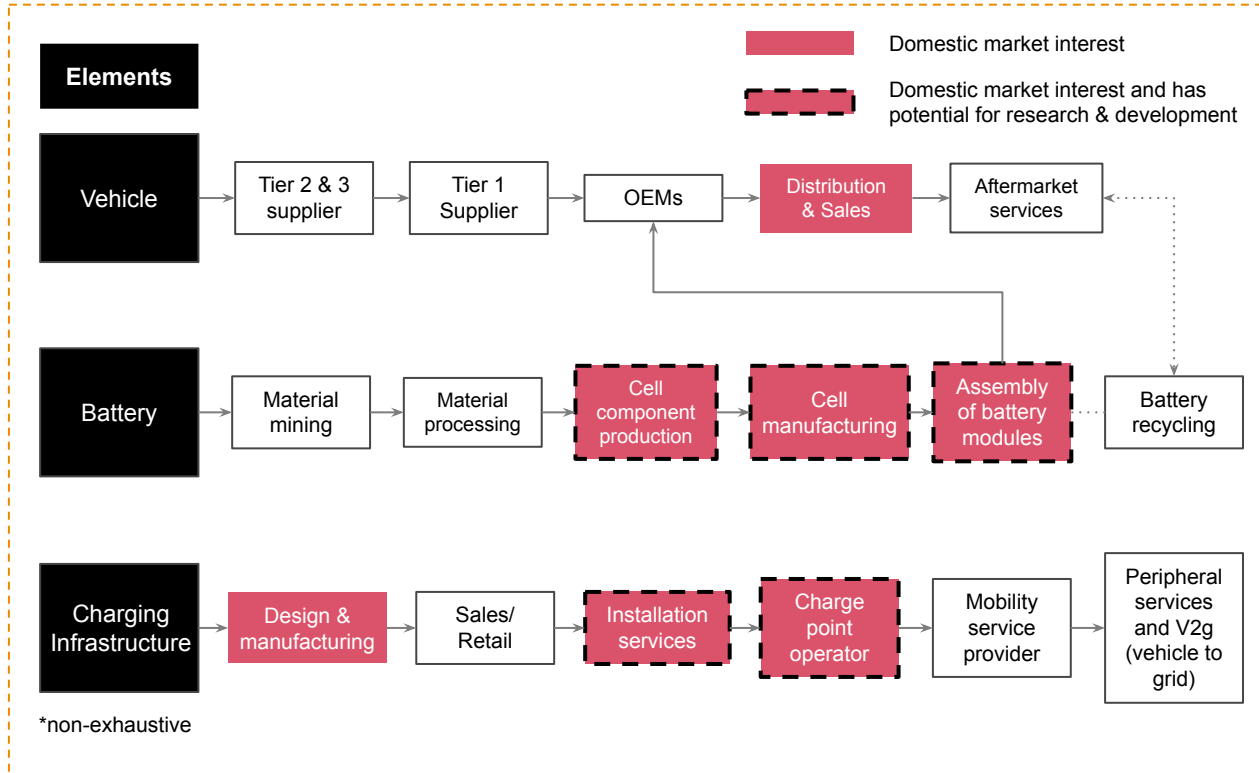 Elements
Domestic market interest
Domestic market interest and has
potential for research & development
Vehicle
Tier 2 & 3
supplier
Tier 1
Supplier
OEMs
Distribution
& Sales
Aftermarket
services
Battery
Material
mining
Material
processing
Cell
component
production
Cell
manufacturing
Assembly
of battery
modules
Battery
recycling
Charging
Infrastructure
Design &
manufacturing
Sales/
Retail
Installation
services
Charge
point
operator
Mobility
service
provider
Peripheral
services
and V2g
(vehicle to
grid)
*non-exhaustive